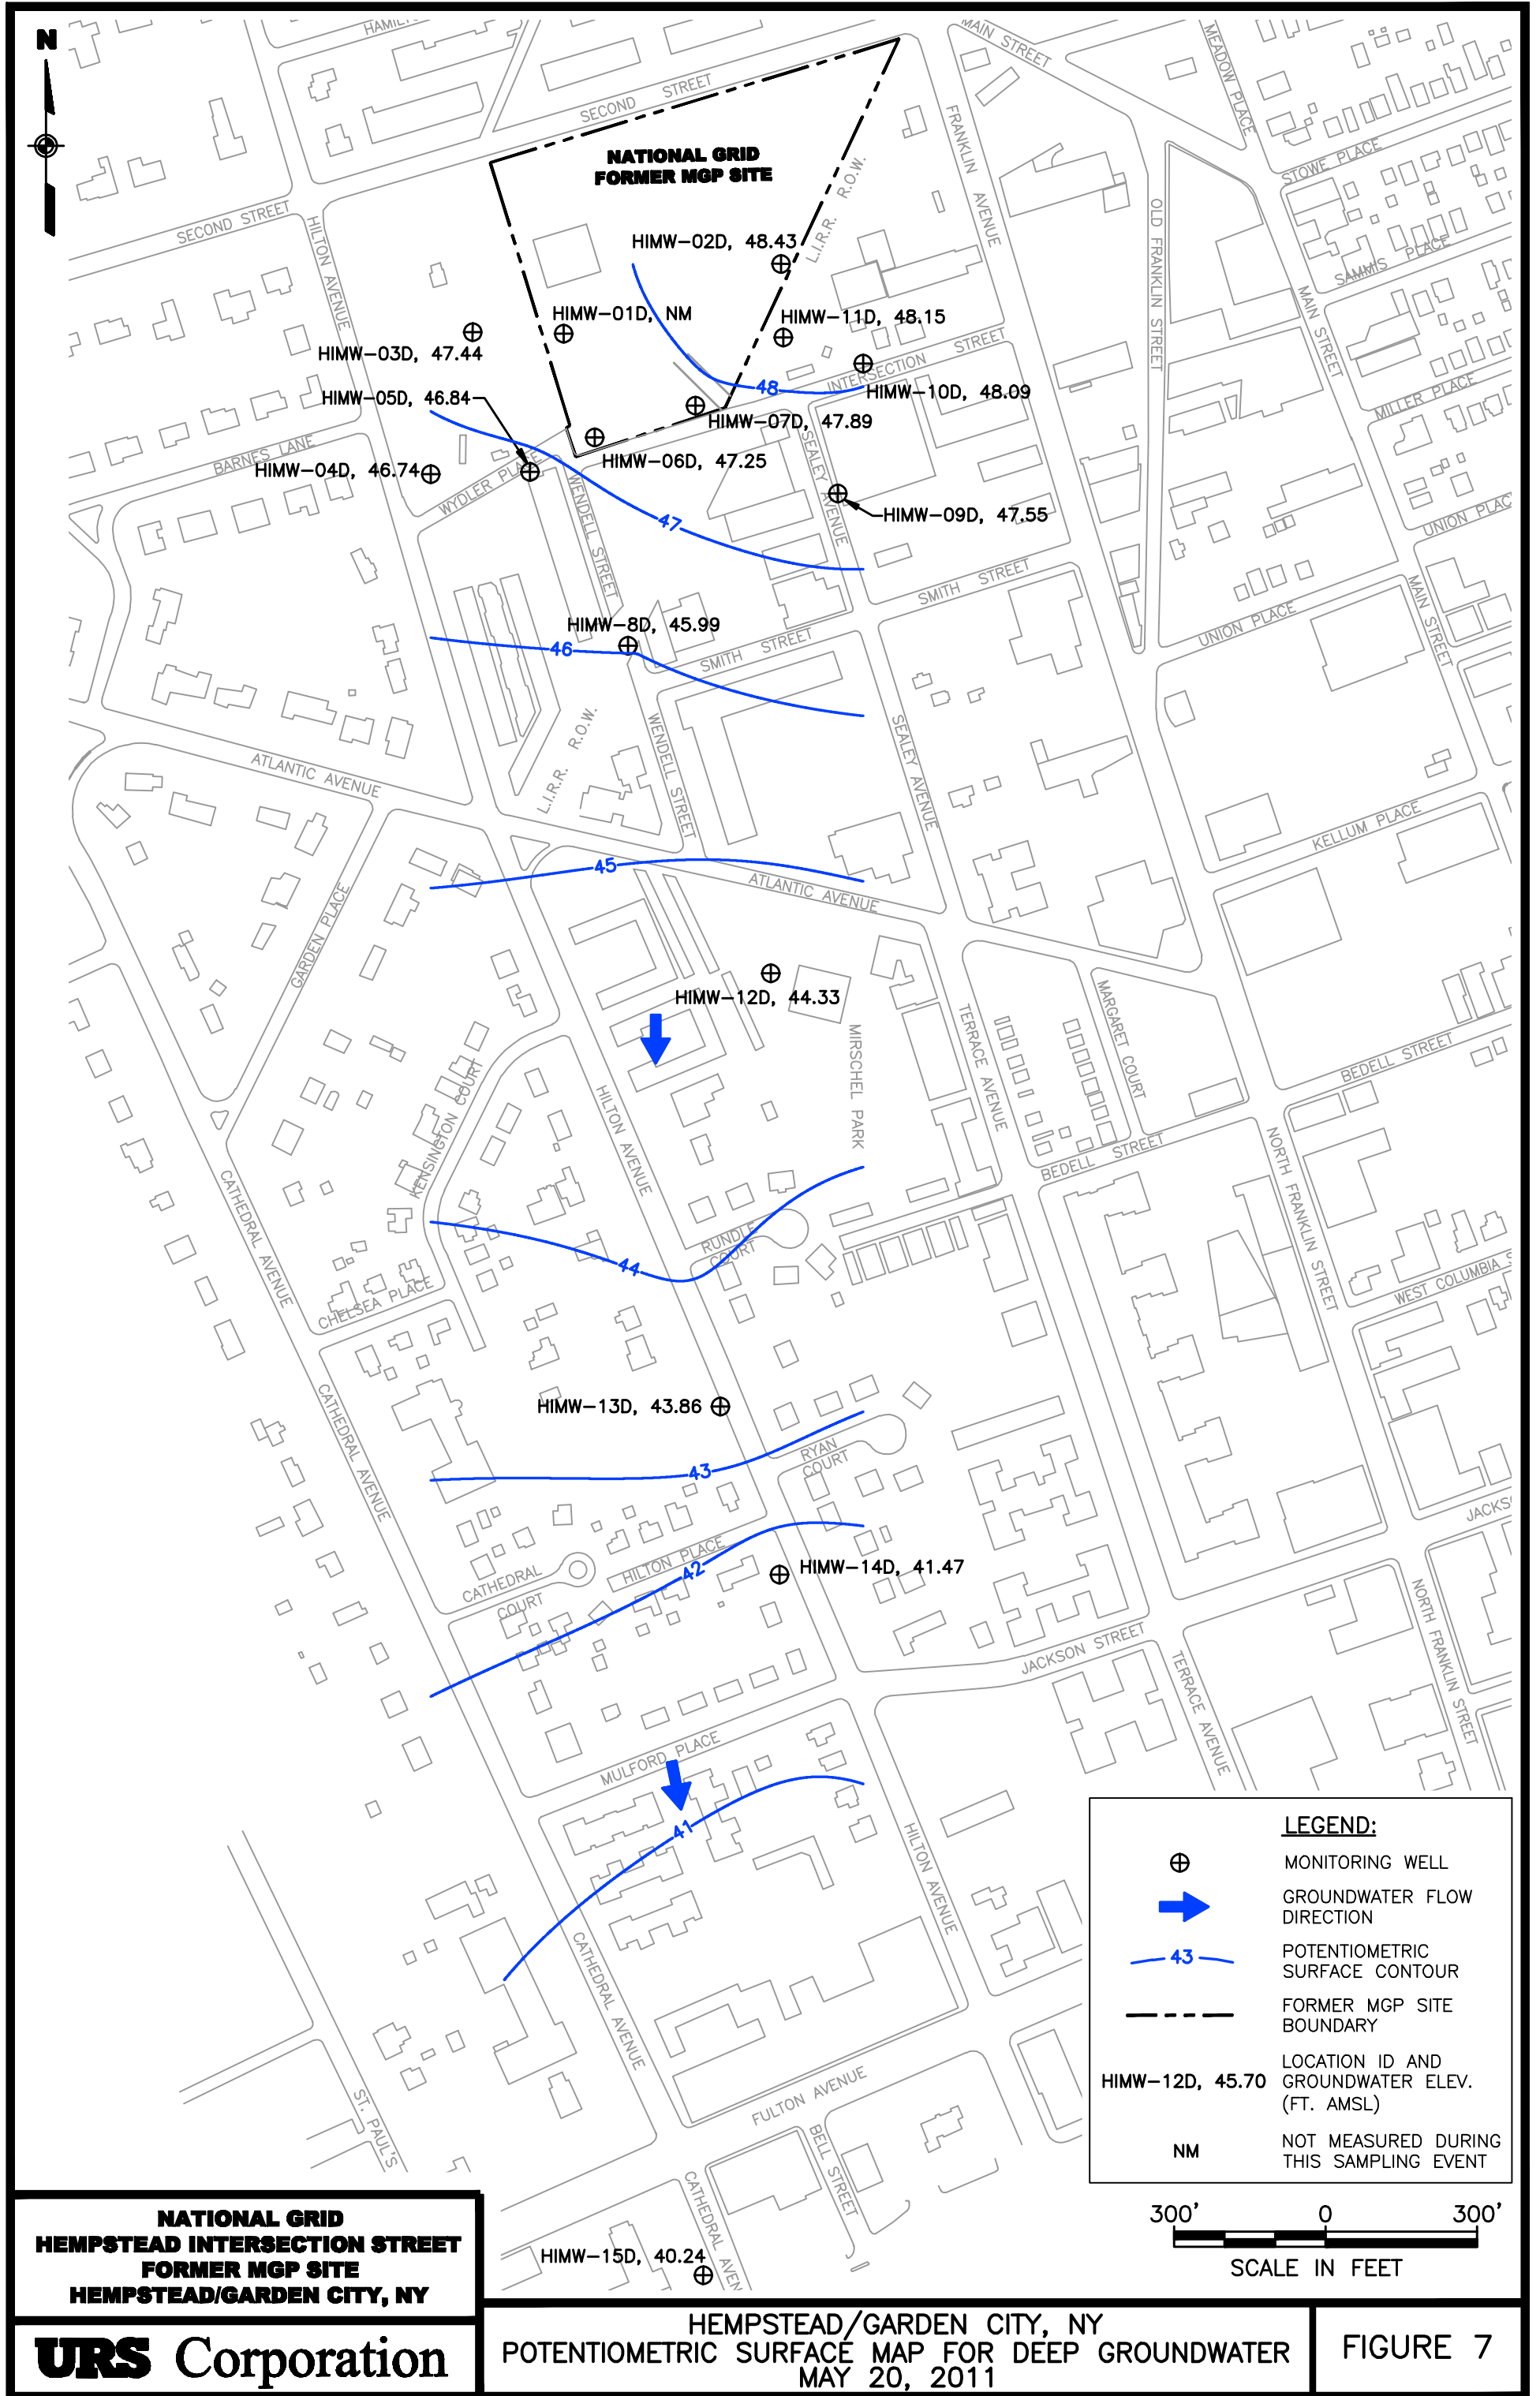 N
HAMIL
MAIN STREET
MEADOW PLACE
SECOND STREET
FRANKLIN AVENUE
STOWE PLACE
NATIONAL GRID
FORMER MGP SITE
L.I.R.R. R.O.W.
OLD FRANKLIN STREET
SECOND STREET
HILTON AVENUE
SAMMIS PLACE
MAIN STREET
HIMW-02D, 48.43
HIMW-01D, NM
HIMW-11D, 48.15
HIMW-03D, 47.44
INTERSECTION STREET
48
HIMW-10D, 48.09
HIMW-05D, 46.84
MILLER PLACE
HIMW-07D, 47.89
BARNES LANE
HIMW-06D, 47.25
HIMW-04D, 46.74
WYDLER PLACE
WENDELL STREET
SEALEY AVENUE
HIMW-09D, 47.55
47
UNION PLAC
SMITH STREET
MAIN STREET
HIMW-8D, 45.99
46
SMITH STREET
UNION PLACE
L.I.R.R. R.O.W.
WENDELL STREET
SEALEY AVENUE
ATLANTIC AVENUE
KELLUM PLACE
45
ATLANTIC AVENUE
GARDEN PLACE
HIMW-12D, 44.33
MIRSCHEL PARK
TERRACE AVENUE
MARGARET COURT
BEDELL STREET
KENSINGTON COURT
HILTON AVENUE
BEDELL STREET
NORTH FRANKLIN STREET
CATHEDRAL AVENUE
RUNDLE
COURT
44
CHELSEA PLACE
WEST COLUMBIA S
CATHEDRAL AVENUE
HIMW-13D, 43.86
RYAN
COURT
43
JACKS
HILTON PLACE
42
HIMW-14D, 41.47
CATHEDRAL
COURT
NORTH FRANKLIN STREET
JACKSON STREET
TERRACE AVENUE
MULFORD PLACE
41
HILTON AVENUE
CATHEDRAL AVENUE
FULTON AVENUE
ST. PAUL'S
BELL STREET
CATHEDRAL AVEN
HIMW-15D, 40.24
LEGEND:
MONITORING WELL
GROUNDWATER FLOW
DIRECTION
43
POTENTIOMETRIC
SURFACE CONTOUR
FORMER MGP SITE
BOUNDARY
HIMW-12D, 45.70
LOCATION ID AND
GROUNDWATER ELEV.
(FT. AMSL)
NM
NOT MEASURED DURING
THIS SAMPLING EVENT
300' 0 300'
SCALE IN FEET
NATIONAL GRID
HEMPSTEAD INTERSECTION STREET
FORMER MGP SITE
HEMPSTEAD/GARDEN CITY, NY
URS Corporation
HEMPSTEAD/GARDEN CITY, NY
POTENTIOMETRIC SURFACE MAP FOR DEEP GROUNDWATER
MAY 20, 2011
FIGURE 7